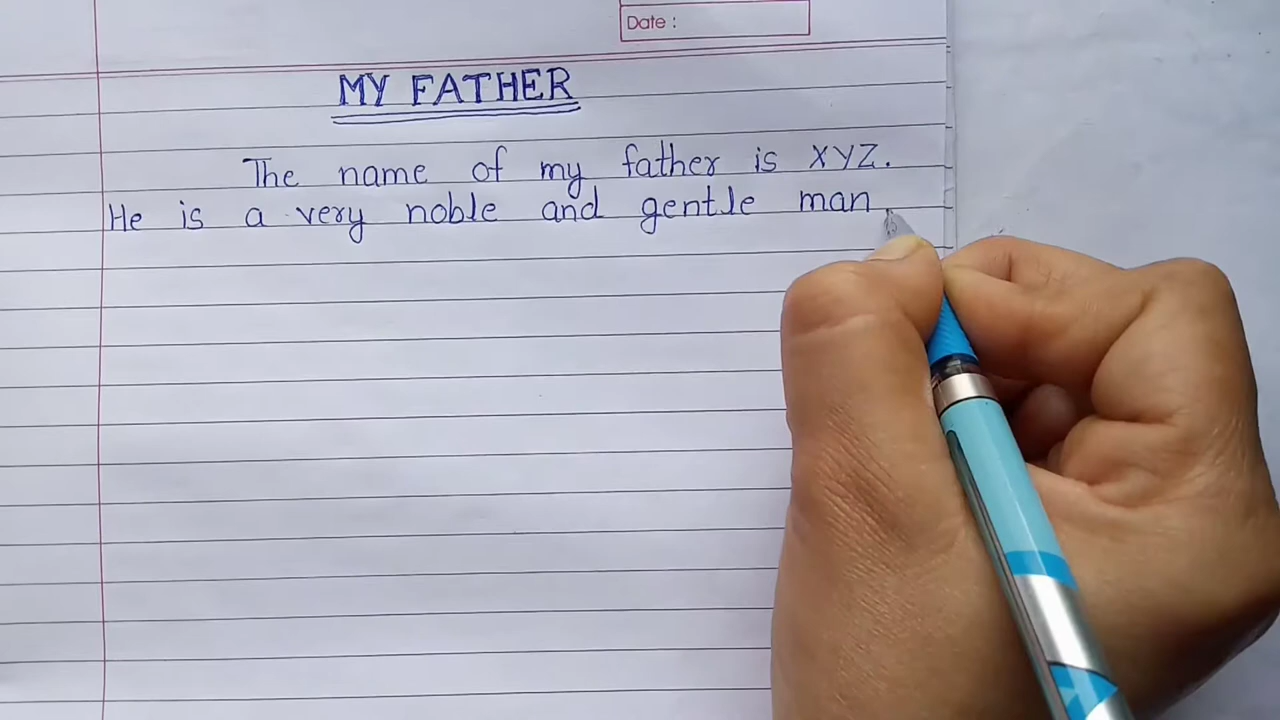 Date :
MY FATHER
The name of my father is XYZ.
He is a very noble and gentle man.